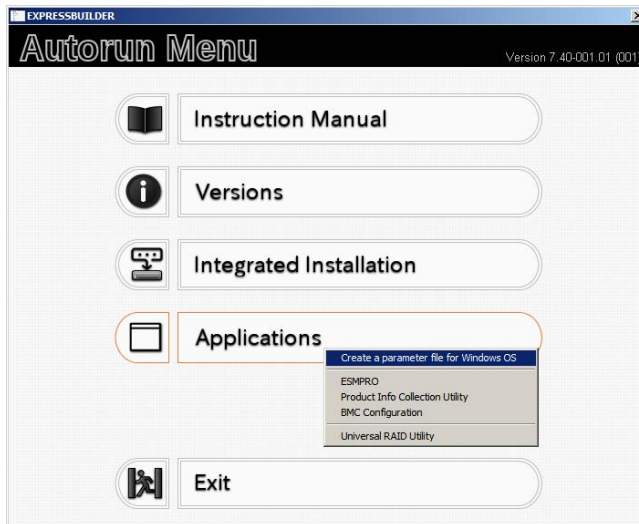 EXPRESSBUILDER
Autorun Menu
Version 7.40-001.01 (001)
Instruction Manual
Versions
Integrated Installation
Applications
Create a parameter file for Windows OS
ESMPRO
Product Info Collection Utility
BMC Configuration
Universal RAID Utility
Exit